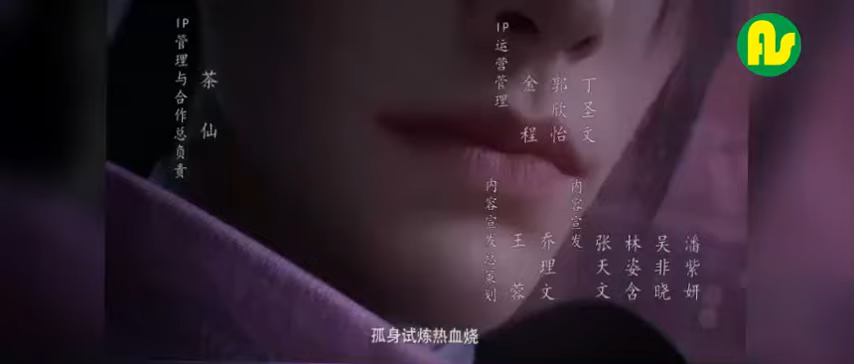 IP管理与合作总负责
茶仙
IP运营管理
金程
郭欣怡
丁圣文
内容宣发总策划
王蓉
乔理文
内容宣发
张天文
林姿含
吴非晓
潘紫妍
孤身试炼热血烧
AS